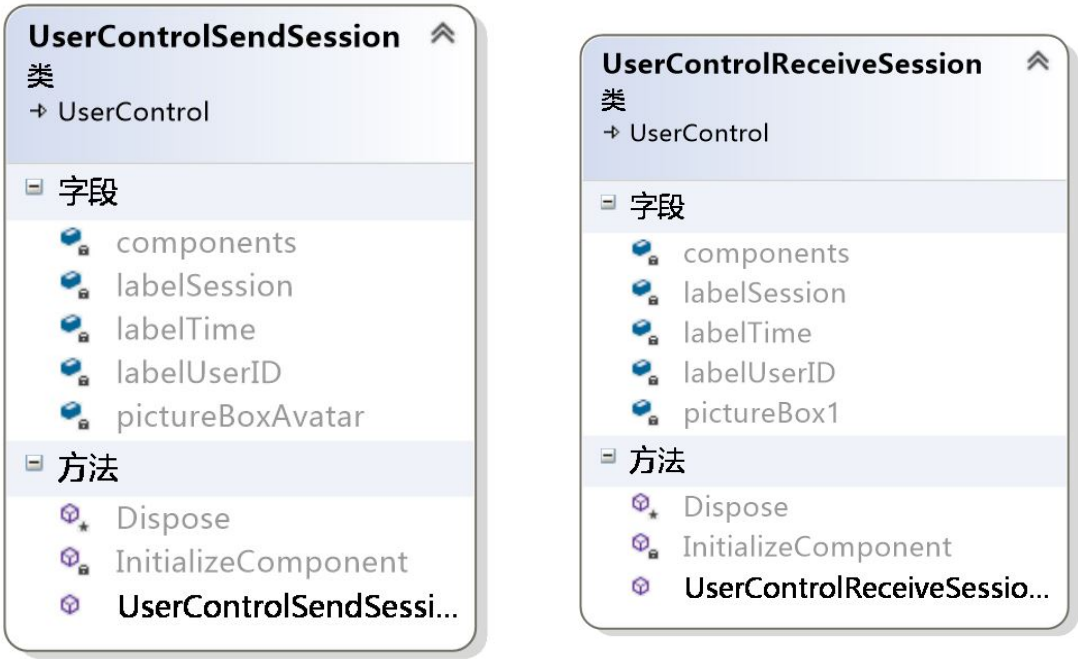 UserControlSendSession
类
UserControl
字段
components
labelSession
labelTime
labelUserID
pictureBoxAvatar
方法
Dispose
InitializeComponent
UserControlSendSessi...
UserControlReceiveSession
类
UserControl
字段
components
labelSession
labelTime
labelUserID
pictureBox1
方法
Dispose
InitializeComponent
UserControlReceiveSessio...